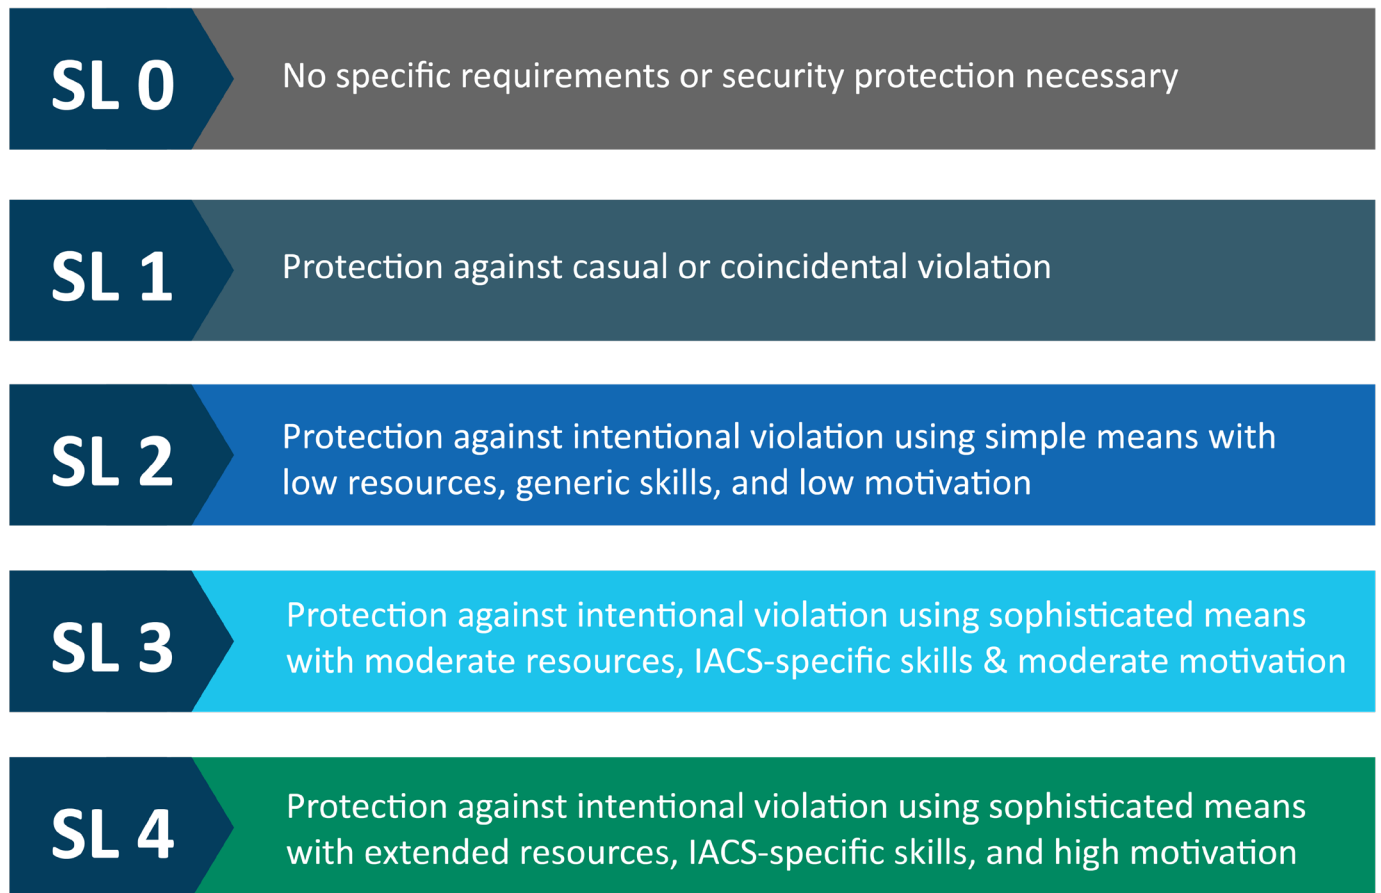 SL 0
No specific requirements or security protection necessary
SL 1
Protection against casual or coincidental violation
SL 2
Protection against intentional violation using simple means with
low resources, generic skills, and low motivation
SL 3
Protection against intentional violation using sophisticated means
with moderate resources, IACS-specific skills & moderate motivation
SL 4
Protection against intentional violation using sophisticated means
with extended resources, IACS-specific skills, and high motivation